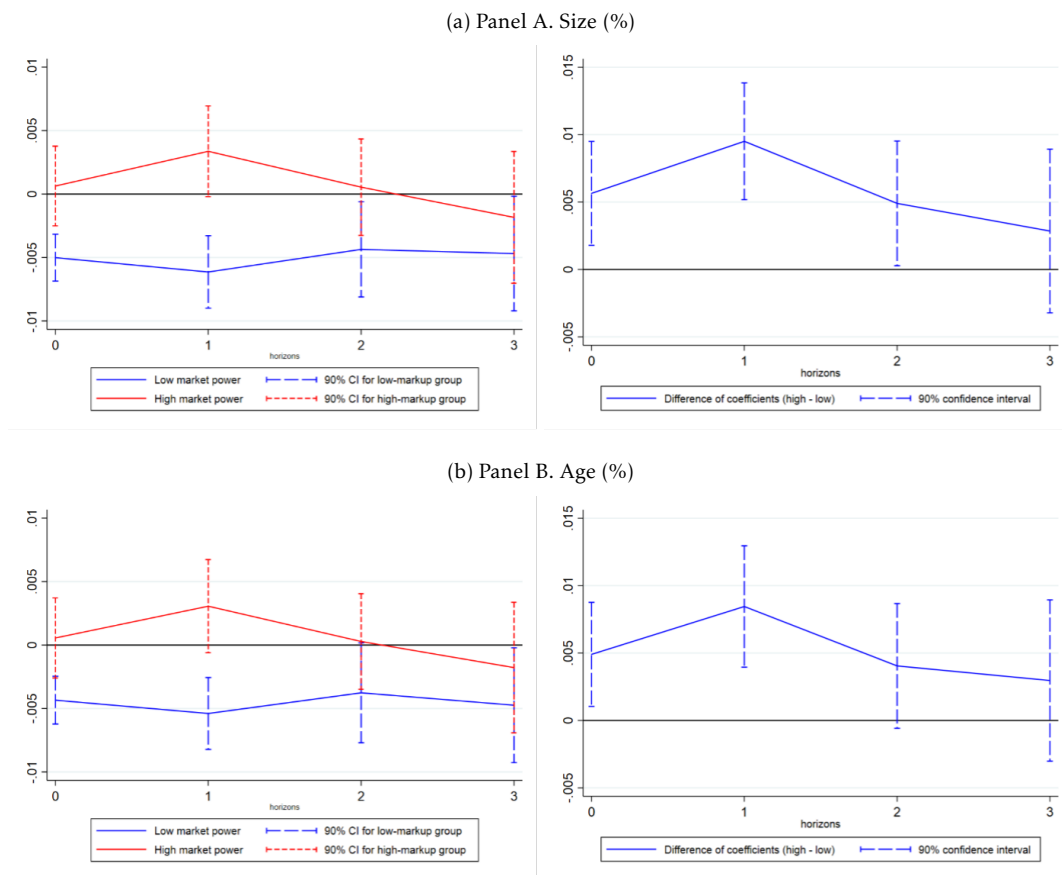 (a) Panel A. Size (%)
.01
.005
0
-.005
-.01
0 1 2 3
horizons
Low market power 90% CI for low-markup group
High market power 90% CI for high-markup group
.015
.01
.005
0
-.005
0 1 2 3
horizons
Difference of coefficients (high - low) 90% confidence interval
(b) Panel B. Age (%)
.01
.005
0
-.005
-.01
0 1 2 3
horizons
Low market power 90% CI for low-markup group
High market power 90% CI for high-markup group
.015
.01
.005
0
-.005
0 1 2 3
horizons
Difference of coefficients (high - low) 90% confidence interval